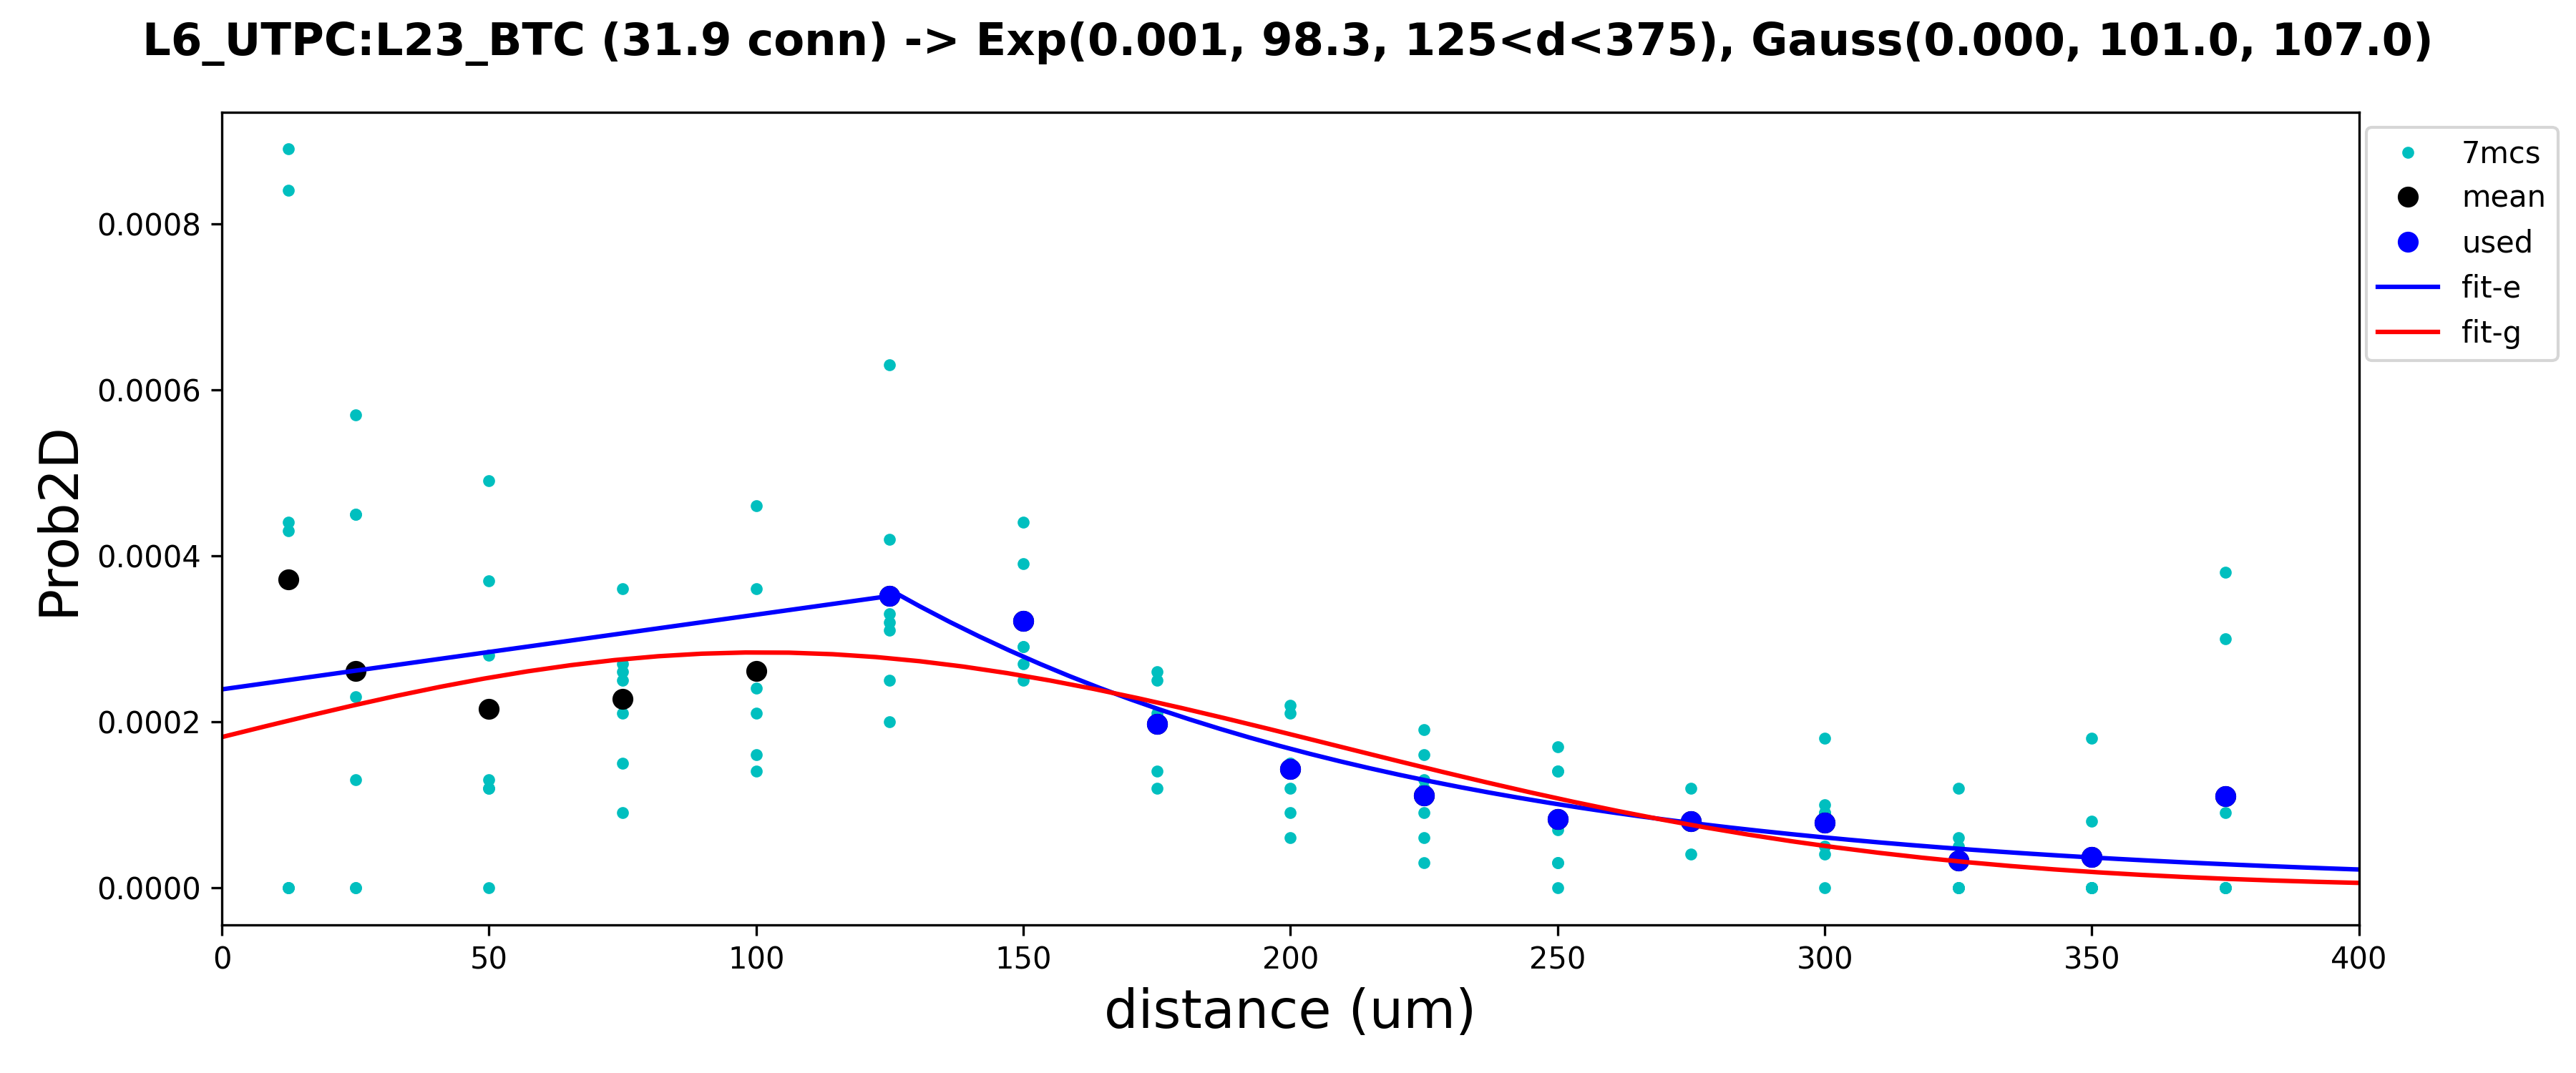 L6_UTPC:L23_BTC (31.9 conn) -> Exp(0.001, 98.3, 125<d<375), Gauss(0.000, 101.0, 107.0)
7mcs
mean
used
fit-e
fit-g
Prob2D
0.0008
0.0006
0.0004
0.0002
0.0000
0 50 100 150 200 250 300 350 400
distance (um)